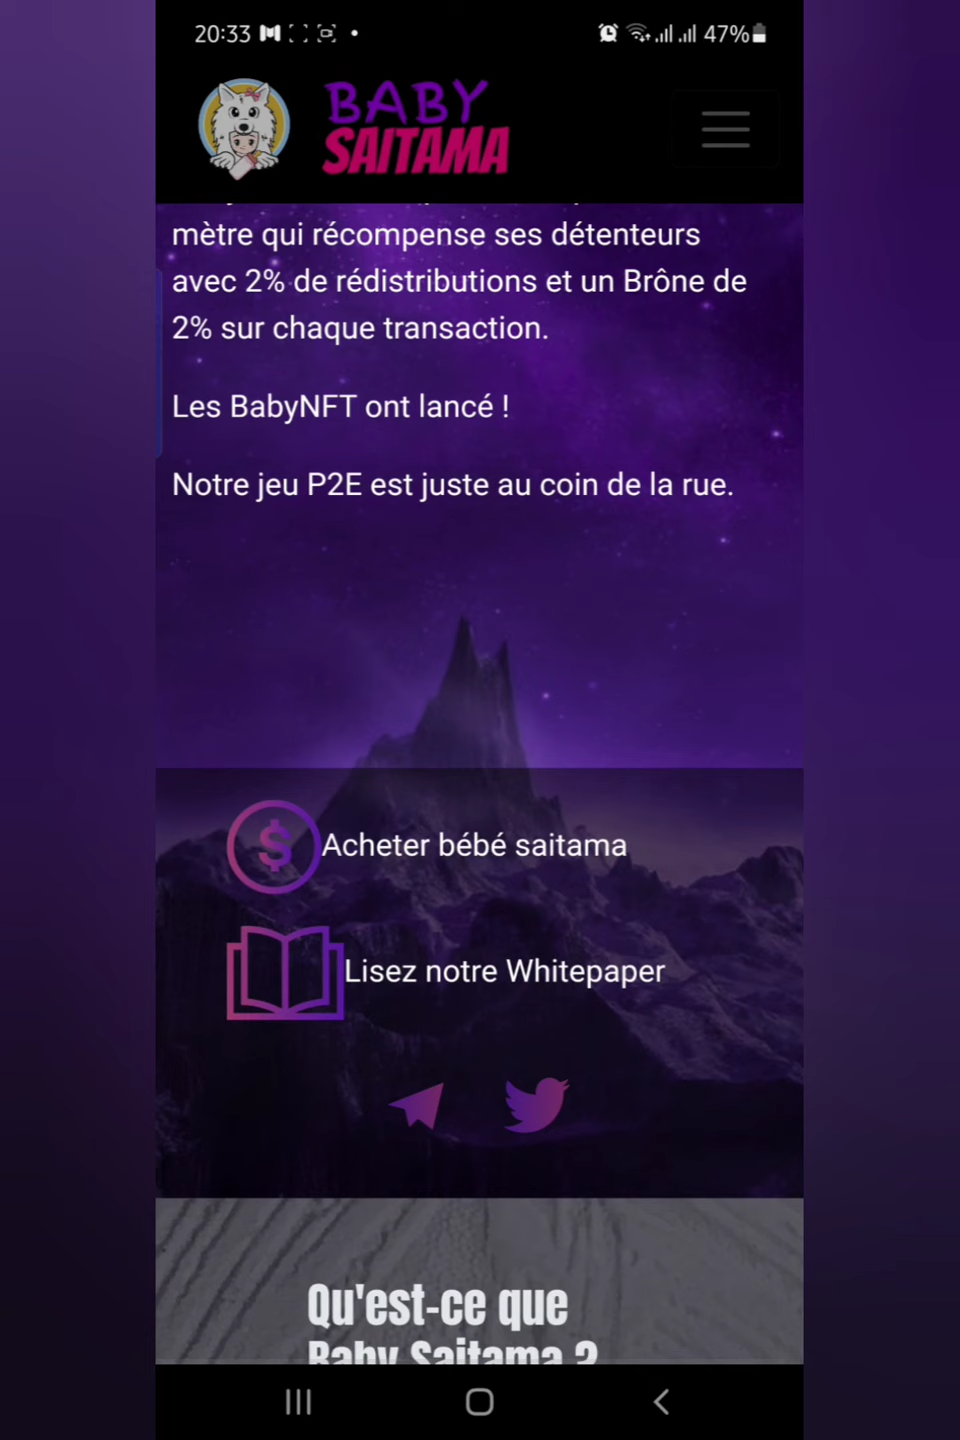 20:33
47%
BABY
SAITAMA
mètre qui récompense ses détenteurs
avec 2% de rédistributions et un Brône de
2% sur chaque transaction.
Les BabyNFT ont lancé !
Notre jeu P2E est juste au coin de la rue.
Acheter bébé saitama
Lisez notre Whitepaper
Qu'est-ce que
Baby Saitama ?